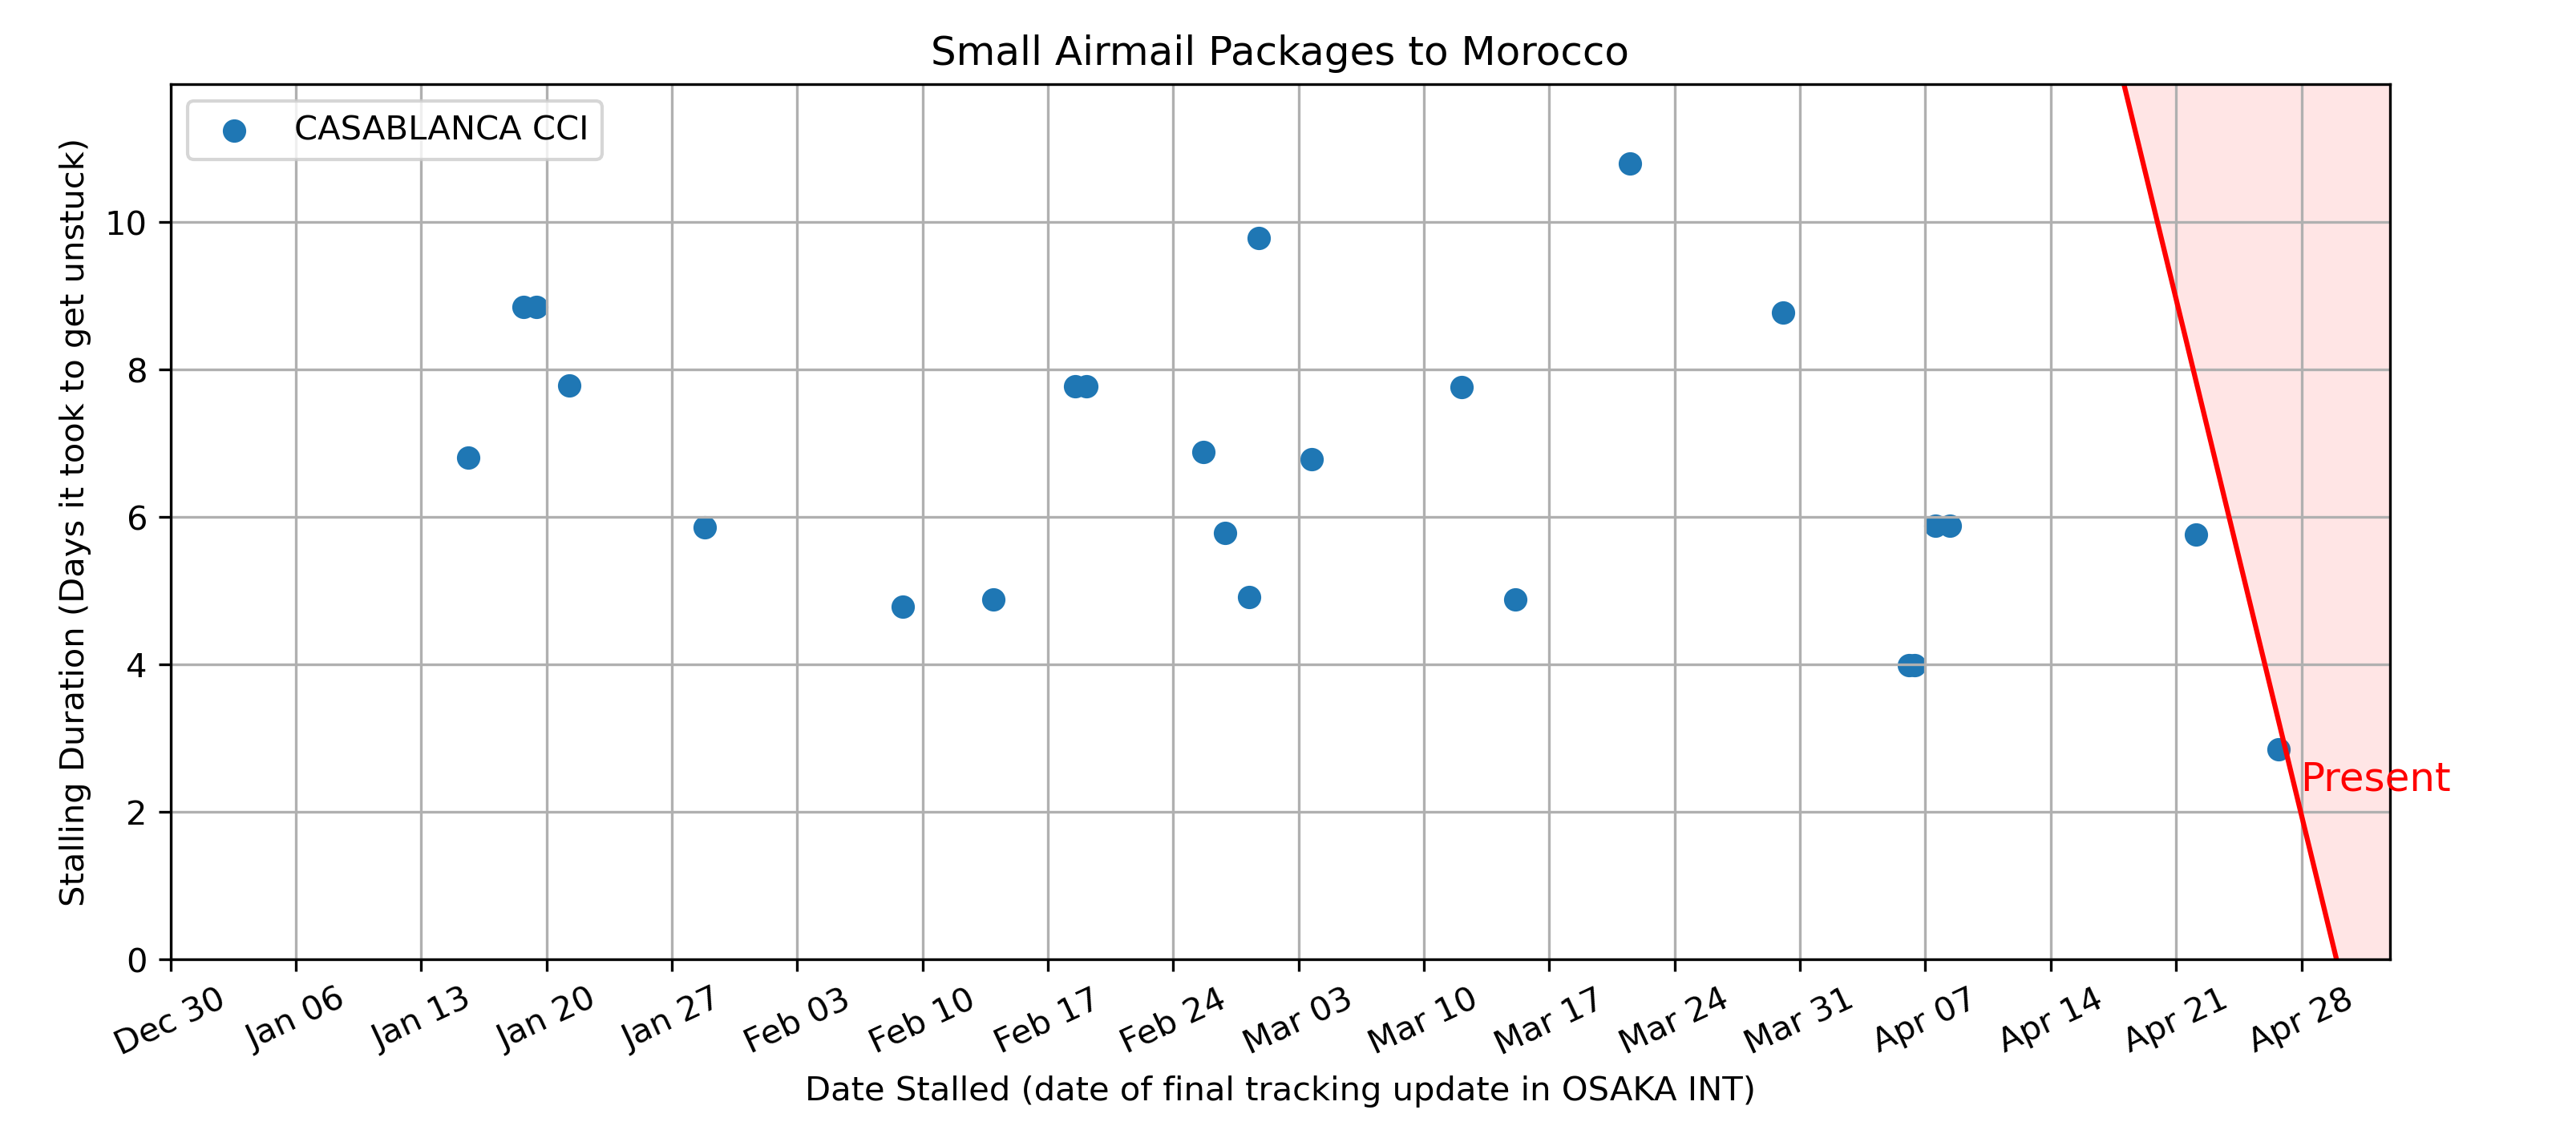 Small Airmail Packages to Morocco
CASABLANCA CCI
Stalling Duration (Days it took to get unstuck)
10
8
6
4
2
0
Dec 30
Jan 06
Jan 13
Jan 20
Jan 27
Feb 03
Feb 10
Feb 17
Feb 24
Mar 03
Mar 10
Mar 17
Mar 24
Mar 31
Apr 07
Apr 14
Apr 21
Apr 28
Present
Date Stalled (date of final tracking update in OSAKA INT)